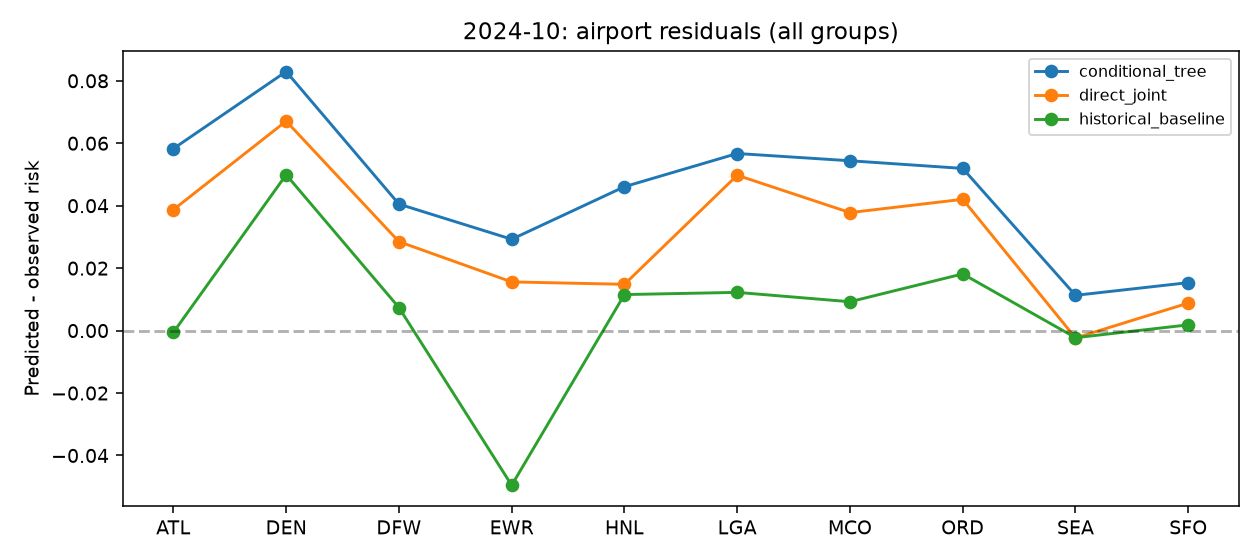 2024-10: airport residuals (all groups)
conditional_tree
direct_joint
historical_baseline
Predicted - observed risk
0.08
0.06
0.04
0.02
0.00
−0.02
−0.04
ATL DEN DFW EWR HNL LGA MCO ORD SEA SFO